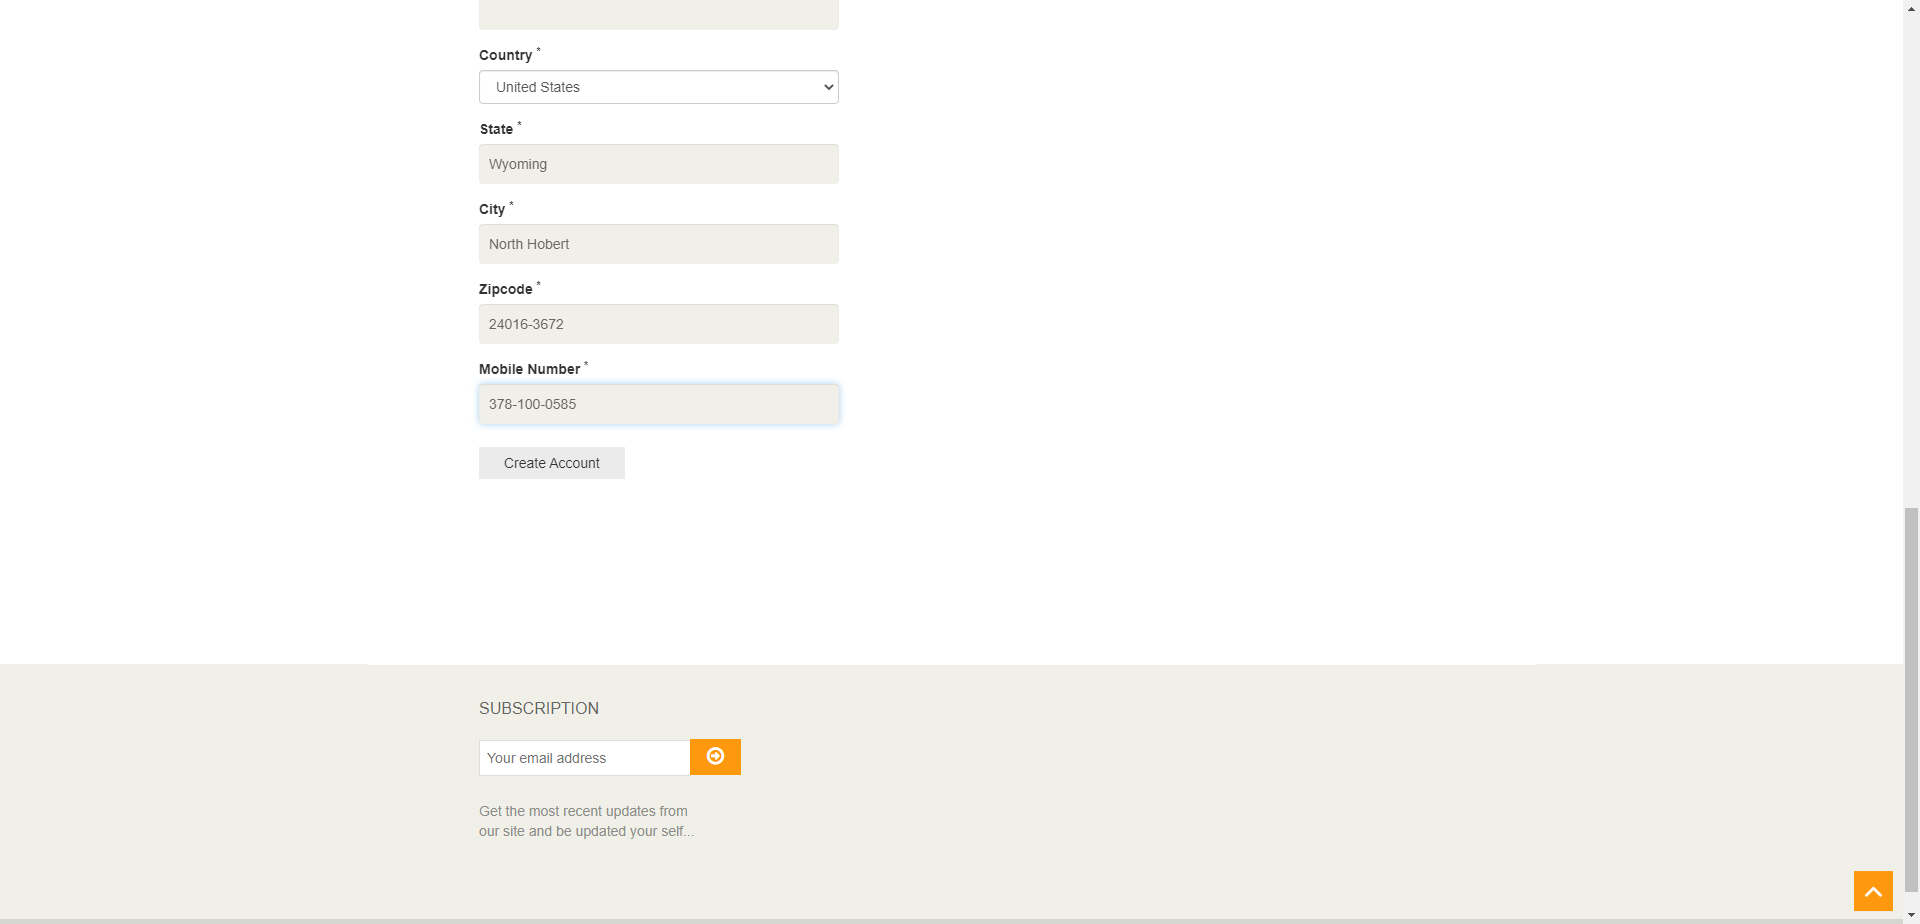 Country *
United States
State *
Wyoming
City *
North Hobert
Zipcode *
24016-3672
Mobile Number *
378-100-0585
Create Account
SUBSCRIPTION
Your email address
Get the most recent updates from
our site and be updated your self...